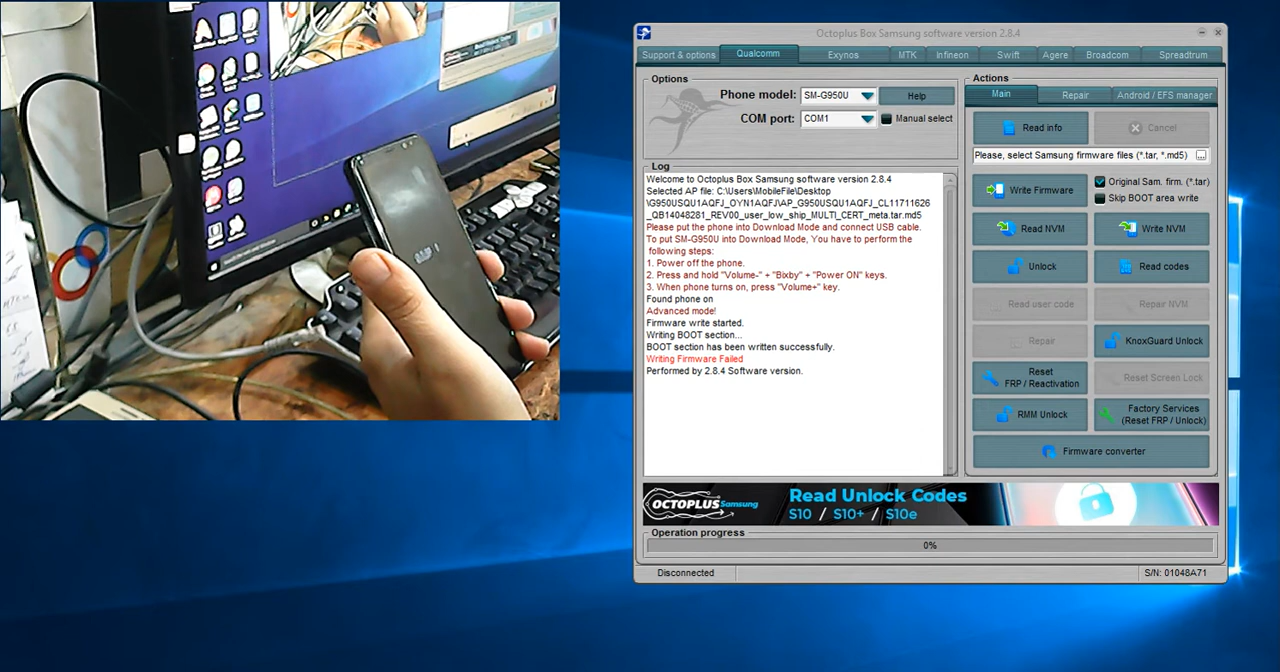 Octoplus Box Samsung software version 2.8.4
Support & options
Qualcomm
Exynos
MTK
Infineon
Swift
Agere
Broadcom
Spreadtrum
Options
Phone model:
SM-G950U
Help
COM port:
COM1
Manual select
Log
Welcome to Octoplus Box Samsung software version 2.8.4
Selected AP file: C:\Users\MobileFile\Desktop
\G950USQU1AQFJ_OYN1AQFJ\AP_G950USQU1AQFJ_CL11711626
_QB14048281_REV00_user_low_ship_MULTI_CERT_meta.tar.md5
Please put the phone into Download Mode and connect USB cable.
To put SM-G950U into Download Mode, You have to perform the
following steps:
1. Power off the phone.
2. Press and hold "Volume-" + "Bixby" + "Power ON" keys.
3. When phone turns on, press "Volume+" key.
Found phone on
Advanced mode!
Firmware write started.
Writing BOOT section...
BOOT section has been written successfully.
Writing Firmware Failed
Performed by 2.8.4 Software version.
Actions
Main
Repair
Android / EFS manager
Read info
Cancel
Please, select Samsung firmware files (*.tar, *.md5)
...
Write Firmware
Original Sam. firm. (*.tar)
Skip BOOT area write
Read NVM
Write NVM
Unlock
Read codes
Read user code
Repair NVM
Repair
KnoxGuard Unlock
Reset
FRP / Reactivation
Reset Screen Lock
RMM Unlock
Factory Services
(Reset FRP / Unlock)
Firmware converter
OCTOPLUS Samsung
Read Unlock Codes
S10 / S10+ / S10e
Operation progress
0%
Disconnected
S/N: 01048A71